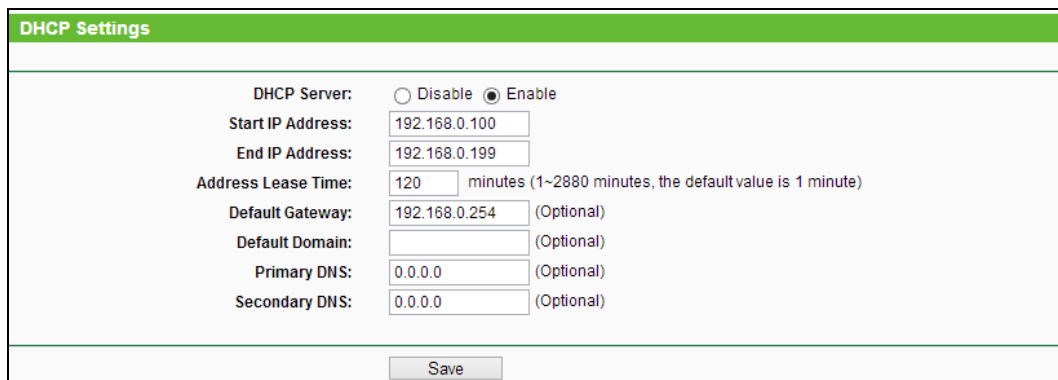 DHCP Settings
DHCP Server: Disable Enable
Start IP Address: 192.168.0.100
End IP Address: 192.168.0.199
Address Lease Time: 120 minutes (1~2880 minutes, the default value is 1 minute)
Default Gateway: 192.168.0.254 (Optional)
Default Domain: (Optional)
Primary DNS: 0.0.0.0 (Optional)
Secondary DNS: 0.0.0.0 (Optional)
Save